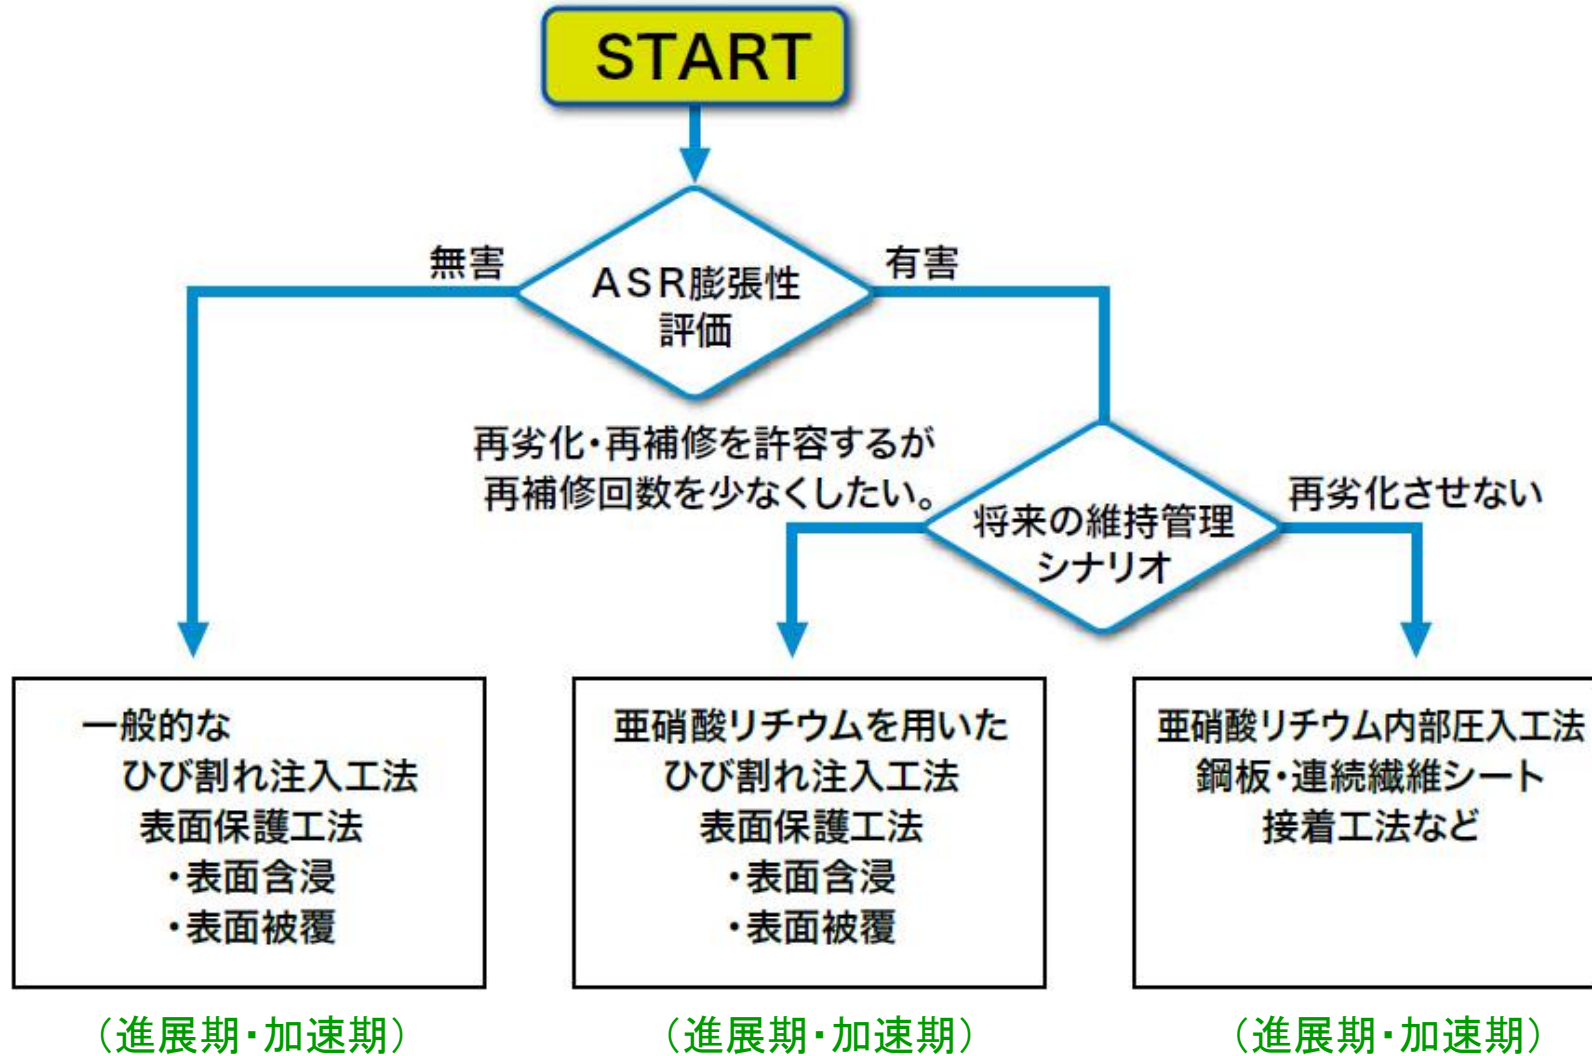 START
無害
有害
ASR膨張性
評価
再劣化・再補修を許容するが
再補修回数を少なくしたい。
再劣化させない
将来の維持管理
シナリオ
一般的な
ひび割れ注入工法
表面保護工法
・表面含浸
・表面被覆
亜硝酸リチウムを用いた
ひび割れ注入工法
表面保護工法
・表面含浸
・表面被覆
亜硝酸リチウム内部圧入工法
鋼板・連続繊維シート
接着工法など
（進展期・加速期）
（進展期・加速期）
（進展期・加速期）